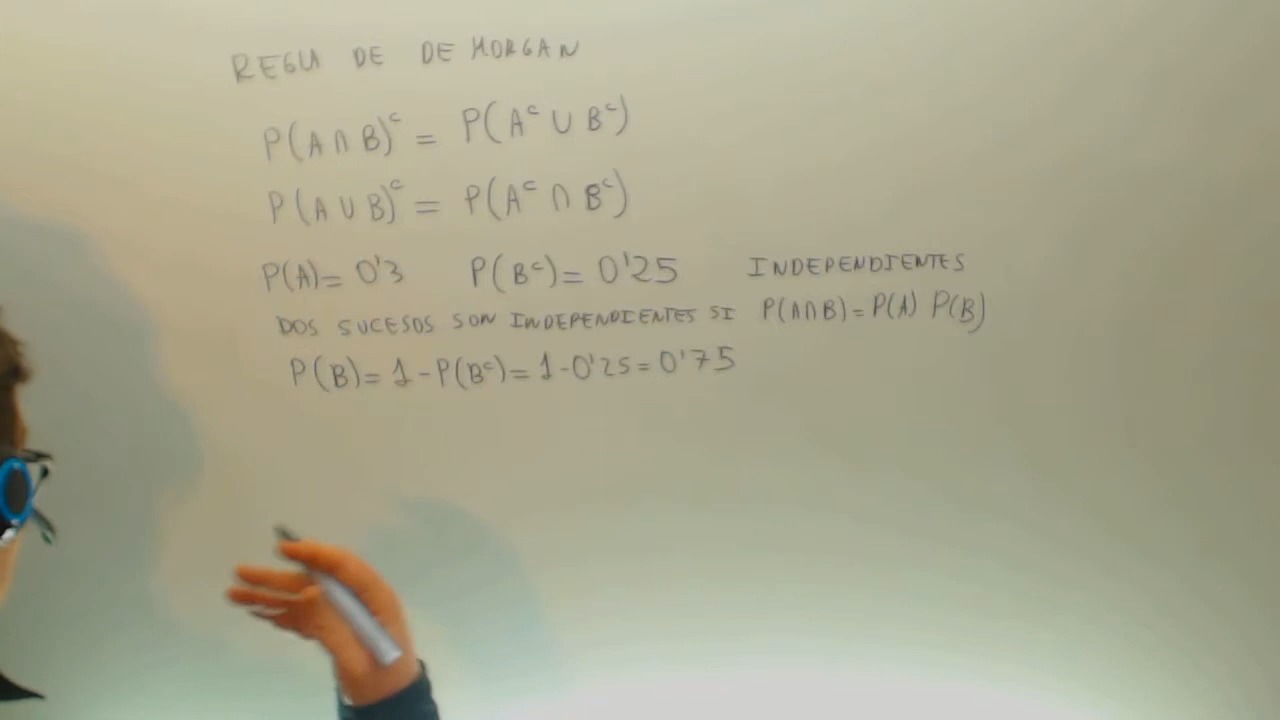 REGLA DE DE MORGAN
P(A∩B)ᶜ = P(Aᶜ ∪ Bᶜ)
P(A∪B)ᶜ = P(Aᶜ ∩ Bᶜ)
P(A)= 0'3 P(Bᶜ)= 0'25 INDEPENDIENTES
DOS SUCESOS SON INDEPENDIENTES SI P(A∩B)=P(A) P(B)
P(B)= 1-P(Bᶜ)= 1-0'25=0'75